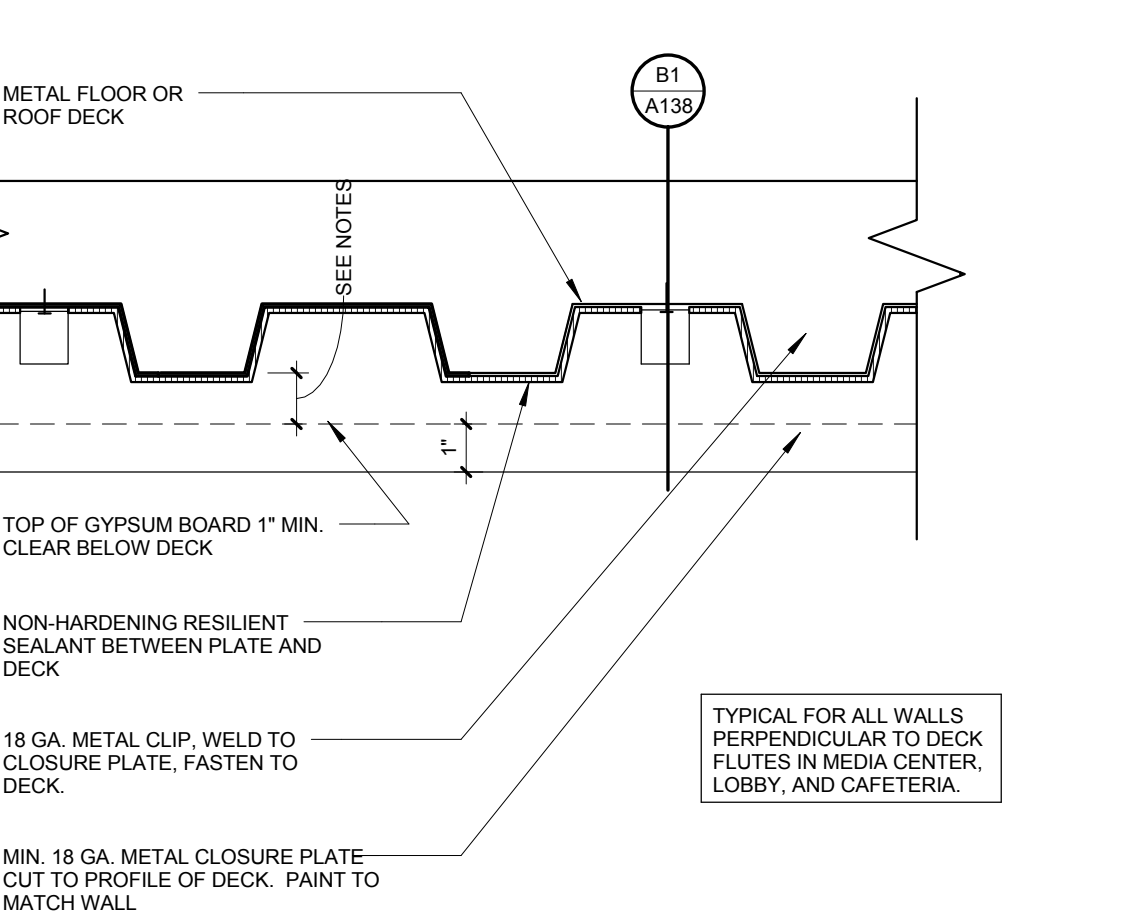 B1
A138
METAL FLOOR OR
ROOF DECK
SEE NOTES
1"
TOP OF GYPSUM BOARD 1" MIN.
CLEAR BELOW DECK
NON-HARDENING RESILIENT
SEALANT BETWEEN PLATE AND
DECK
18 GA. METAL CLIP, WELD TO
CLOSURE PLATE, FASTEN TO
DECK.
TYPICAL FOR ALL WALLS
PERPENDICULAR TO DECK
FLUTES IN MEDIA CENTER,
LOBBY, AND CAFETERIA.
MIN. 18 GA. METAL CLOSURE PLATE
CUT TO PROFILE OF DECK. PAINT TO
MATCH WALL